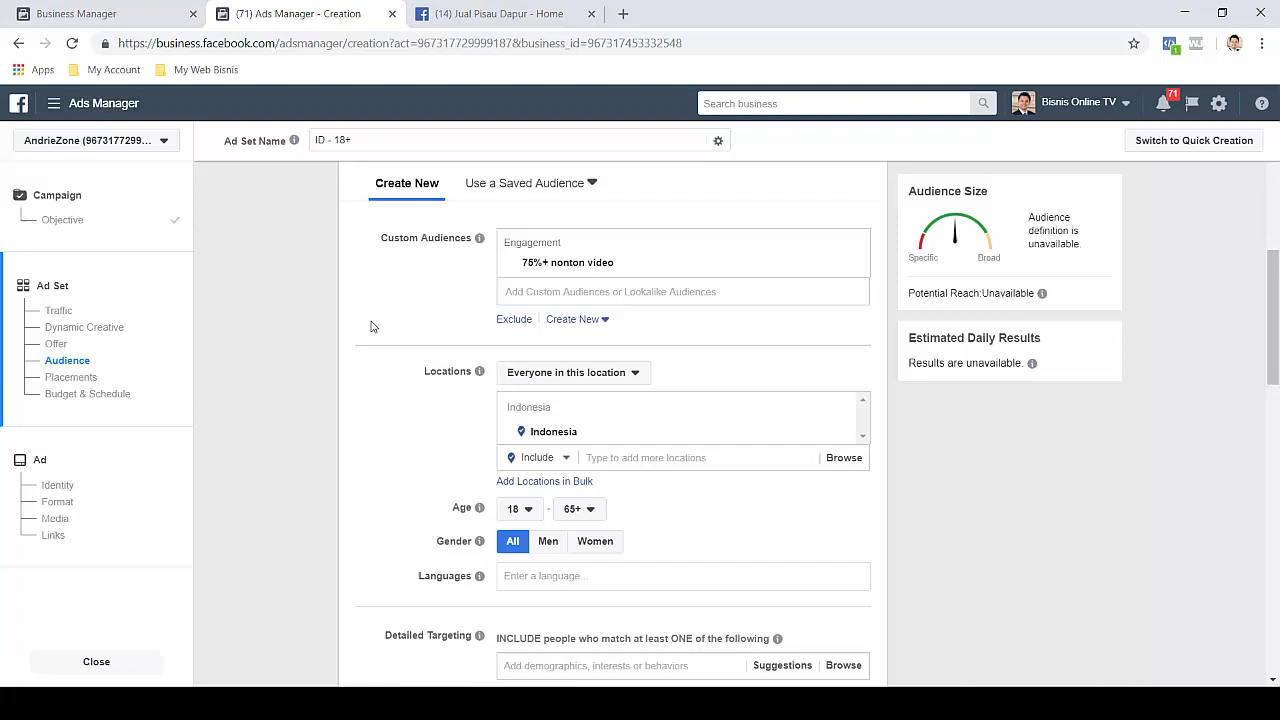 Business Manager
(71) Ads Manager - Creation
(14) Jual Pisau Dapur - Home
https://business.facebook.com/adsmanager/creation?act=967317729991878&business_id=967317453332548
1
Apps
My Account
My Web Bisnis
Ads Manager
Search business
Bisnis Online TV
71
AndrieZone (9673177299...
Ad Set Name
ID - 18+
Switch to Quick Creation
Campaign
Objective
Ad Set
Traffic
Dynamic Creative
Offer
Audience
Placements
Budget & Schedule
Ad
Identity
Format
Media
Links
Close
Create New
Use a Saved Audience
Custom Audiences
Engagement
75%+ nonton video
Add Custom Audiences or Lookalike Audiences
Exclude
Create New
Locations
Everyone in this location
Indonesia
Indonesia
Include
Type to add more locations
Browse
Add Locations in Bulk
Age
18
-
65+
Gender
All
Men
Women
Languages
Enter a language...
Detailed Targeting
INCLUDE people who match at least ONE of the following
Add demographics, interests or behaviors
Suggestions
Browse
Audience Size
Specific
Broad
Audience
definition is
unavailable.
Potential Reach:Unavailable
Estimated Daily Results
Results are unavailable.